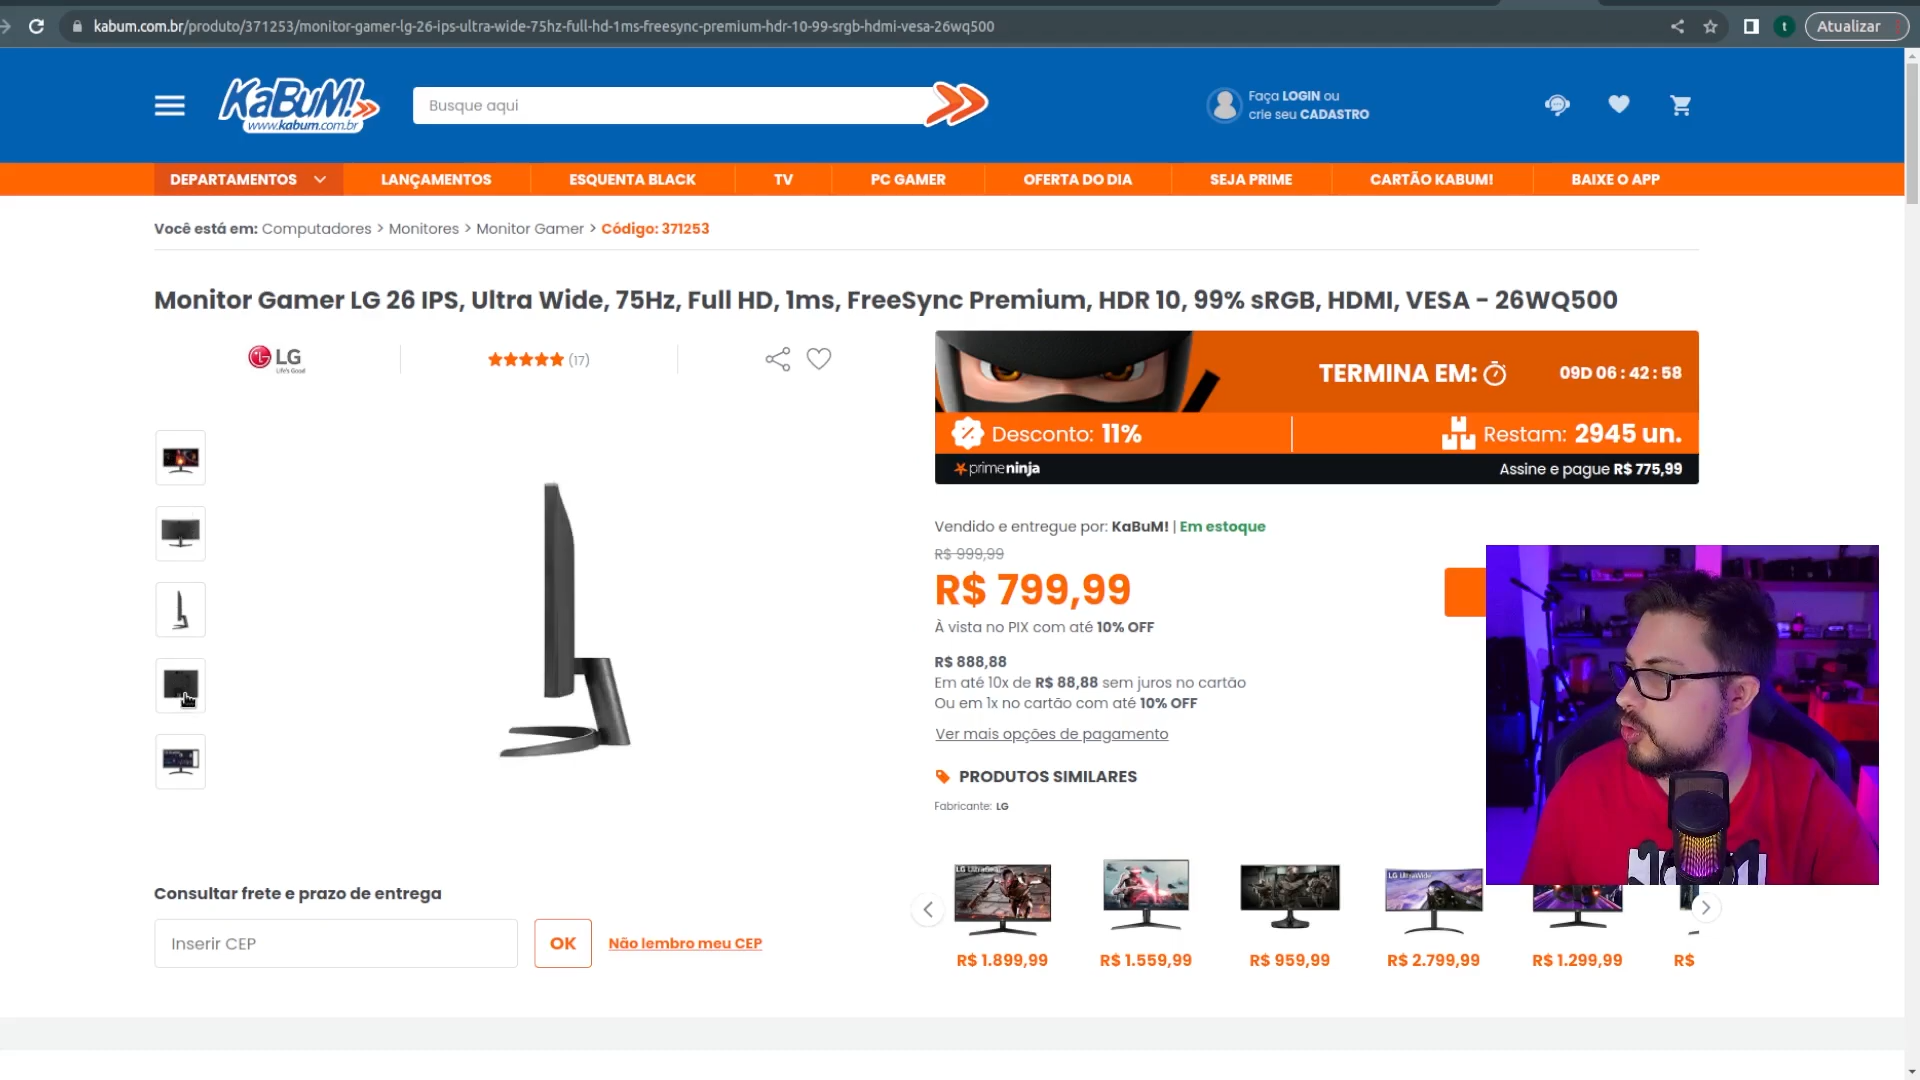 kabum.com.br/produto/371253/monitor-gamer-lg-26-ips-ultra-wide-75hz-full-hd-1ms-freesync-premium-hdr-10-99-srgb-hdmi-vesa-26wq500
t
Atualizar
KaBuM!
www.kabum.com.br
Busque aqui
Faça LOGIN ou
crie seu CADASTRO
DEPARTAMENTOS
LANÇAMENTOS
ESQUENTA BLACK
TV
PC GAMER
OFERTA DO DIA
SEJA PRIME
CARTÃO KABUM!
BAIXE O APP
Você está em: Computadores > Monitores > Monitor Gamer > Código: 371253
Monitor Gamer LG 26 IPS, Ultra Wide, 75Hz, Full HD, 1ms, FreeSync Premium, HDR 10, 99% sRGB, HDMI, VESA - 26WQ500
LG
Life's Good
(17)
TERMINA EM:
09D 06 : 42 : 58
Desconto: 11%
Restam: 2945 un.
primeninja
Assine e pague R$ 775,99
Vendido e entregue por: KaBuM! | Em estoque
R$ 999,99
R$ 799,99
À vista no PIX com até 10% OFF
R$ 888,88
Em até 10x de R$ 88,88 sem juros no cartão
Ou em 1x no cartão com até 10% OFF
Ver mais opções de pagamento
PRODUTOS SIMILARES
Fabricante: LG
LG UltraGear
LG UltraWide
R$ 1.899,99
R$ 1.559,99
R$ 959,99
R$ 2.799,99
R$ 1.299,99
R$
Consultar frete e prazo de entrega
Inserir CEP
OK
Não lembro meu CEP